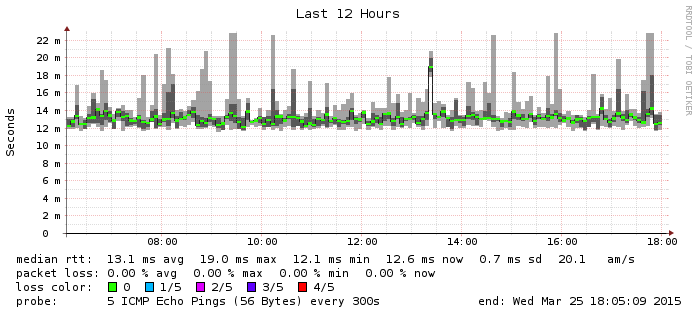 Last 12 Hours
RRDTOOL / TOBI OETIKER
Seconds
22 m
20 m
18 m
16 m
14 m
12 m
10 m
8 m
6 m
4 m
2 m
0
08:00 10:00 12:00 14:00 16:00 18:00
median rtt: 13.1 ms avg 19.0 ms max 12.1 ms min 12.6 ms now 0.7 ms sd 20.1 am/s
packet loss: 0.00 % avg 0.00 % max 0.00 % min 0.00 % now
loss color: 0 1/5 2/5 3/5 4/5
probe: 5 ICMP Echo Pings (56 Bytes) every 300s end: Wed Mar 25 18:05:09 2015